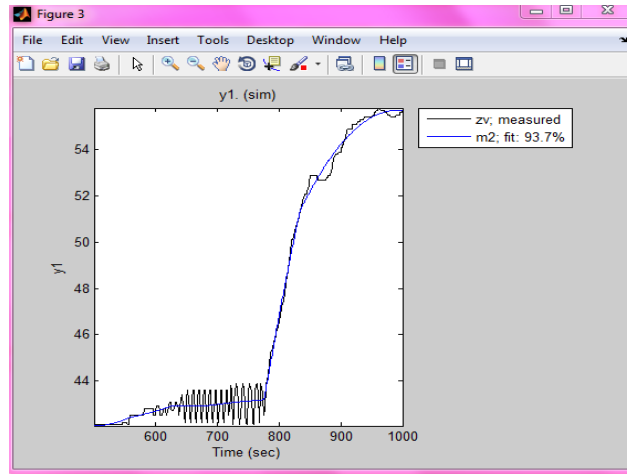 Figure 3
File Edit View Insert Tools Desktop Window Help
y1. (sim)
zv; measured
m2; fit: 93.7%
54
52
50
48
46
44
y1
600 700 800 900 1000
Time (sec)